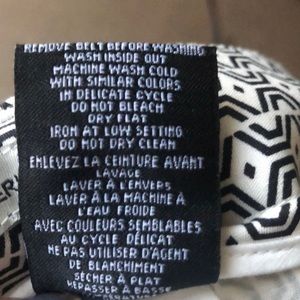 REMOVE BELT BEFORE WASHING
WASH INSIDE OUT
MACHINE WASH COLD
WITH SIMILAR COLORS
IN DELICATE CYCLE
DO NOT BLEACH
DRY FLAT
IRON AT LOW SETTING
DO NOT DRY CLEAN
ENLEVEZ LA CEINTURE AVANT
LAVAGE
LAVER À L'ENVERS
LAVER À LA MACHINE À
L'EAU FROIDE
AVEC COULEURS SEMBLABLES
AU CYCLE DÉLICAT
NE PAS UTILISER D'AGENT
DE BLANCHIMENT
SÉCHER À PLAT
REPASSER À BASSE
TEMPÉRATURE